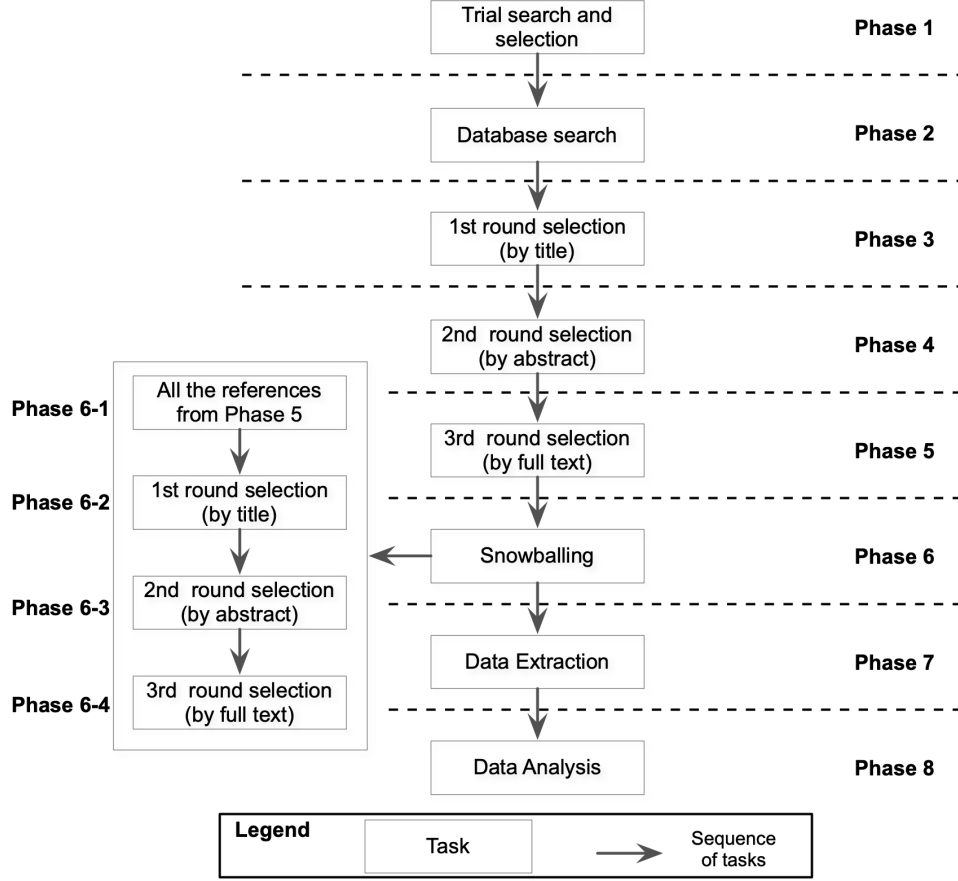 Trial search and
selection
Phase 1
Database search
Phase 2
1st round selection
(by title)
Phase 3
2nd round selection
(by abstract)
Phase 4
3rd round selection
(by full text)
Phase 5
Snowballing
Phase 6
Phase 6-1
All the references
from Phase 5
Phase 6-2
1st round selection
(by title)
Phase 6-3
2nd round selection
(by abstract)
Phase 6-4
3rd round selection
(by full text)
Data Extraction
Phase 7
Data Analysis
Phase 8
Legend
Task
Sequence
of tasks